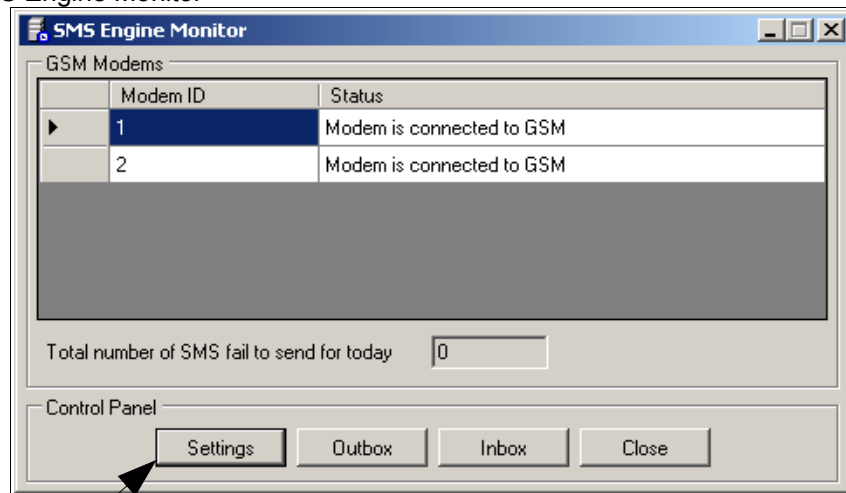 SMS Engine Monitor
GSM Modems
Modem ID Status
1 Modem is connected to GSM
2 Modem is connected to GSM
Total number of SMS fail to send for today 0
Control Panel
Settings Outbox Inbox Close